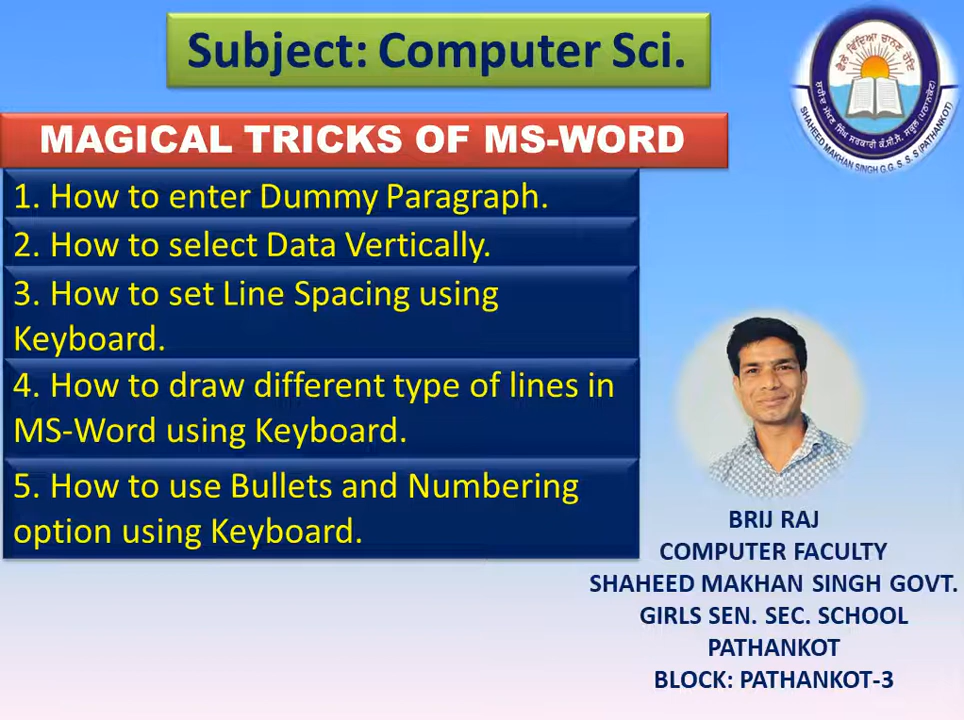 Subject: Computer Sci.
MAGICAL TRICKS OF MS-WORD
1. How to enter Dummy Paragraph.
2. How to select Data Vertically.
3. How to set Line Spacing using
Keyboard.
4. How to draw different type of lines in
MS-Word using Keyboard.
5. How to use Bullets and Numbering
option using Keyboard.
SHAHEED MAKHAN SINGH G.G.S.S.S (PATHANKOT)
BRIJ RAJ
COMPUTER FACULTY
SHAHEED MAKHAN SINGH GOVT.
GIRLS SEN. SEC. SCHOOL
PATHANKOT
BLOCK: PATHANKOT-3